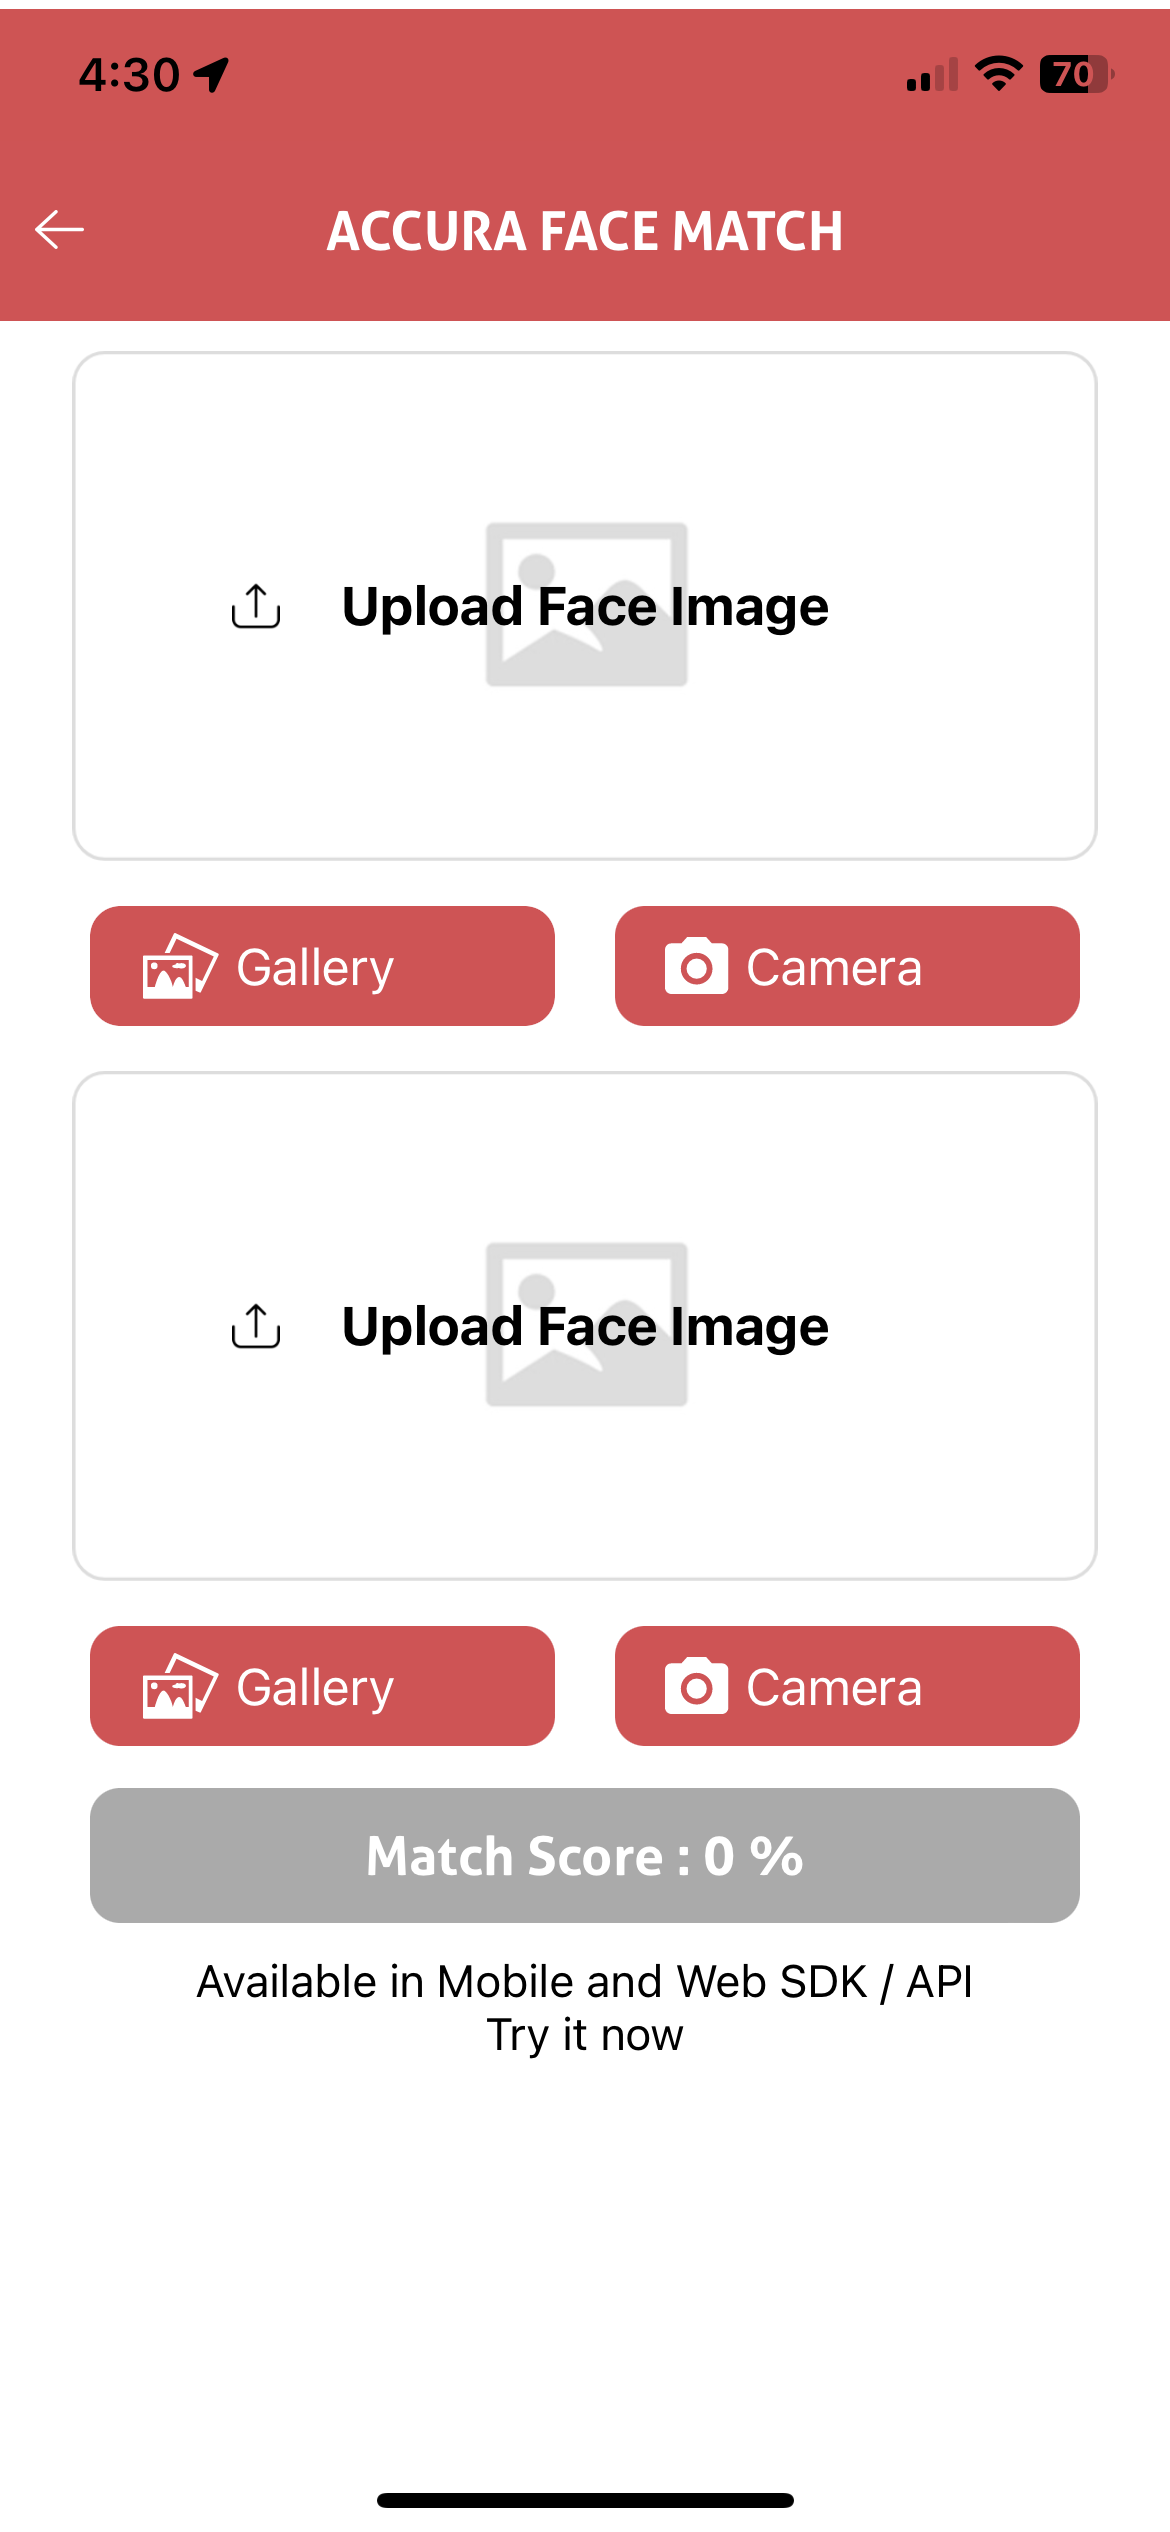 4:30
70
ACCURA FACE MATCH
Upload Face Image
Gallery
Camera
Upload Face Image
Gallery
Camera
Match Score : 0 %
Available in Mobile and Web SDK / API
Try it now